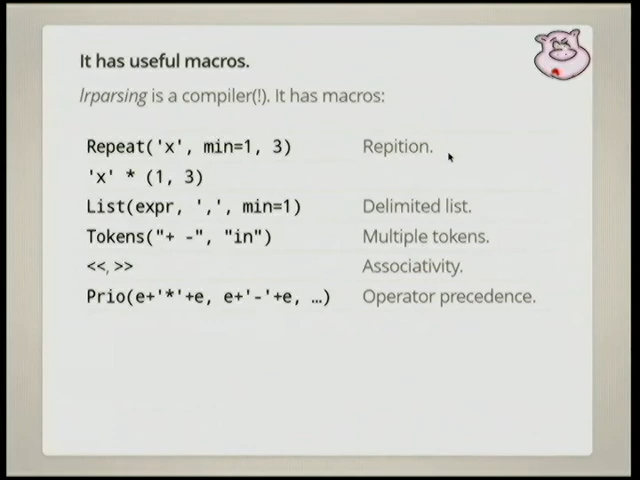 It has useful macros.
lrparsing is a compiler(!). It has macros:
Repeat('x', min=1, 3) Repition.
'x' * (1, 3)
List(expr, ',', min=1) Delimited list.
Tokens("+ -", "in") Multiple tokens.
<<, >> Associativity.
Prio(e+'*'+e, e+'-'+e, …) Operator precedence.